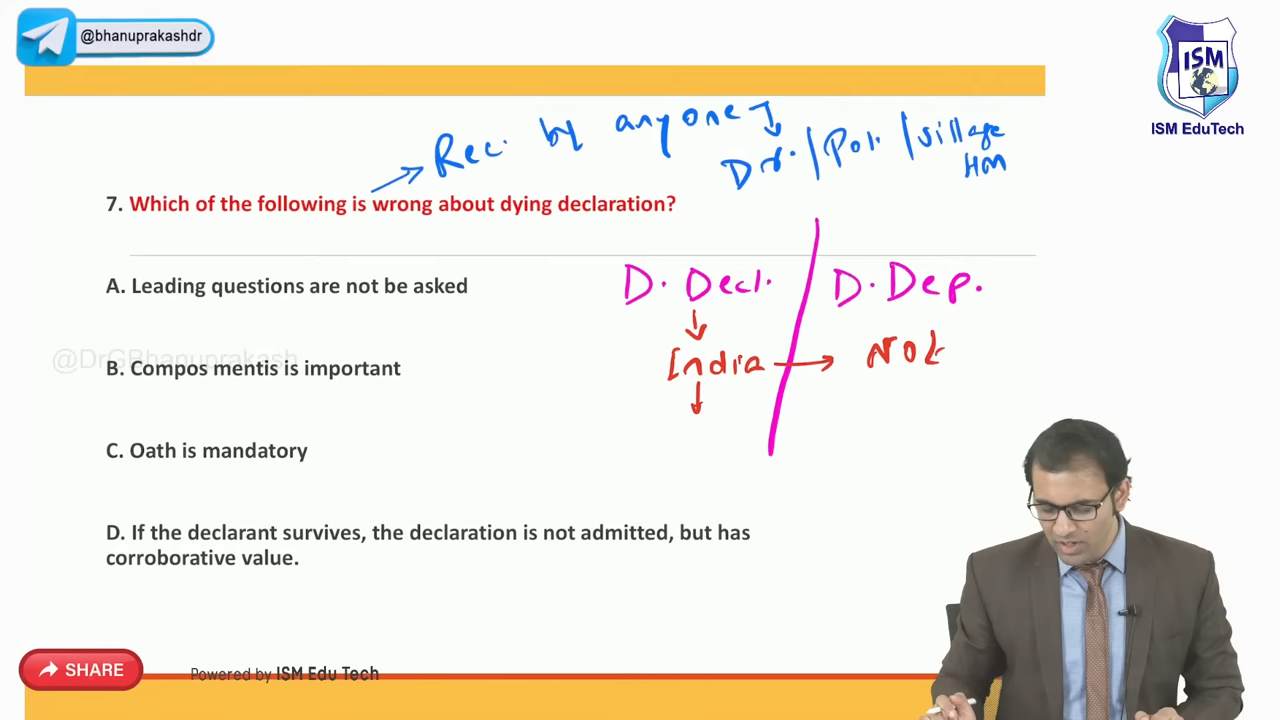 @bhanuprakashdr
ISM
ISM EduTech
Rec. by anyone
Dr. / Pol. / Village
HM
7. Which of the following is wrong about dying declaration?
A. Leading questions are not be asked
D. Decl. D. Dep.
@DrGBhanuprakash
B. Compos mentis is important
India → Not
C. Oath is mandatory
D. If the declarant survives, the declaration is not admitted, but has
corroborative value.
SHARE
Powered by ISM Edu Tech